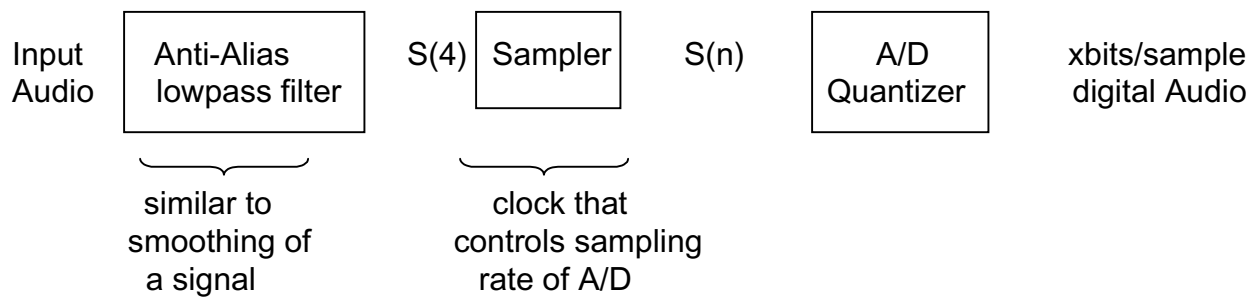 Input Audio
Anti-Alias lowpass filter
S(4)
Sampler
S(n)
A/D Quantizer
xbits/sample digital Audio
similar to
smoothing of
a signal
clock that
controls sampling
rate of A/D